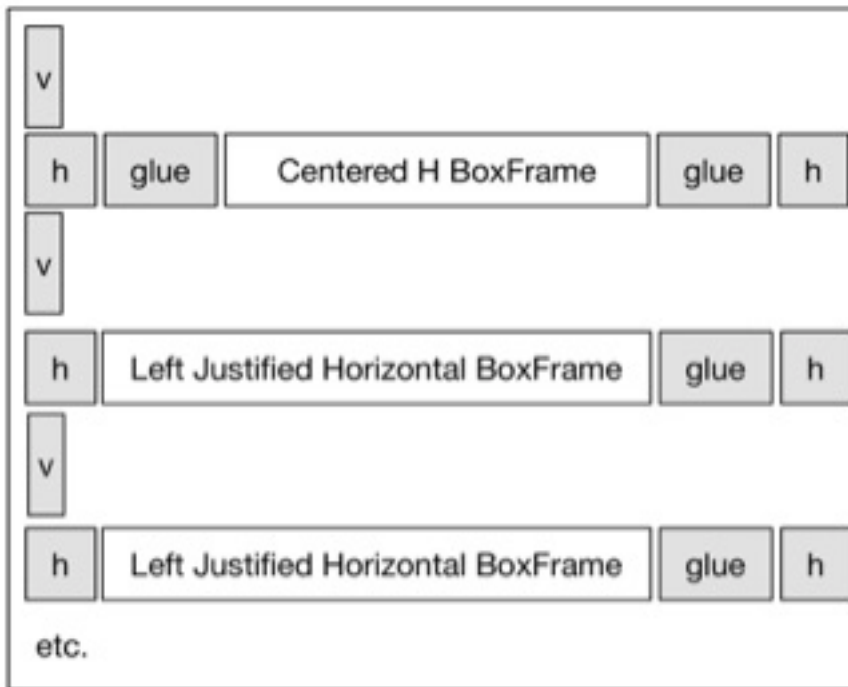 v
h glue Centered H BoxFrame glue h
v
h Left Justified Horizontal BoxFrame glue h
v
h Left Justified Horizontal BoxFrame glue h
etc.